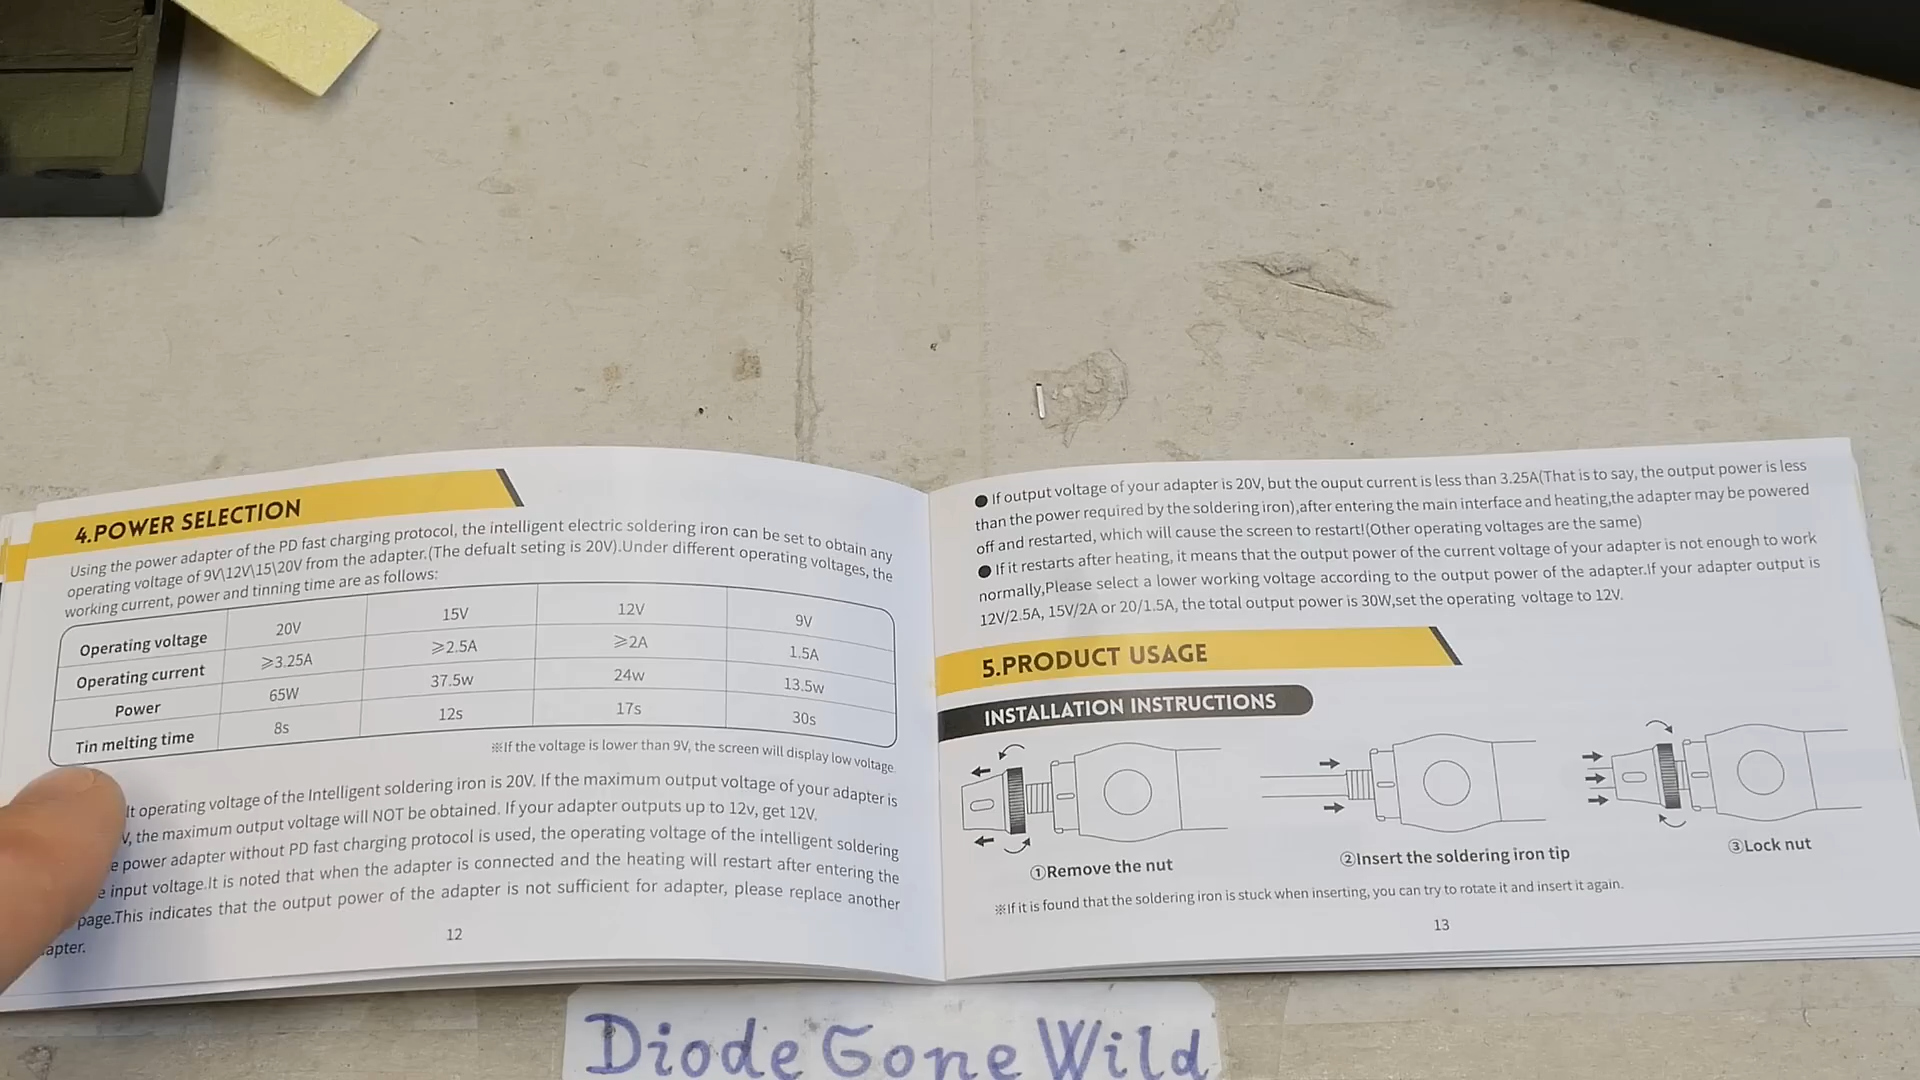 4.POWER SELECTION
Using the power adapter of the PD fast charging protocol, the intelligent electric soldering iron can be set to obtain any
operating voltage of 9V\12V\15\20V from the adapter.(The defualt seting is 20V).Under different operating voltages, the
working current, power and tinning time are as follows:
Operating voltage 20V 15V 12V 9V
Operating current ⩾3.25A ⩾2.5A ⩾2A 1.5A
Power 65W 37.5w 24w 13.5w
Tin melting time 8s 12s 17s 30s
※If the voltage is lower than 9V, the screen will display low voltage
lt operating voltage of the Intelligent soldering iron is 20V. If the maximum output voltage of your adapter is
V, the maximum output voltage will NOT be obtained. If your adapter outputs up to 12v, get 12V.
e power adapter without PD fast charging protocol is used, the operating voltage of the intelligent soldering
e input voltage.It is noted that when the adapter is connected and the heating will restart after entering the
page.This indicates that the output power of the adapter is not sufficient for adapter, please replace another
apter.
12
● If output voltage of your adapter is 20V, but the ouput current is less than 3.25A(That is to say, the output power is less
than the power required by the soldering iron),after entering the main interface and heating,the adapter may be powered
off and restarted, which will cause the screen to restart!(Other operating voltages are the same)
● If it restarts after heating, it means that the output power of the current voltage of your adapter is not enough to work
normally,Please select a lower working voltage according to the output power of the adapter.If your adapter output is
12V/2.5A, 15V/2A or 20/1.5A, the total output power is 30W,set the operating voltage to 12V.
5.PRODUCT USAGE
INSTALLATION INSTRUCTIONS
①Remove the nut
②Insert the soldering iron tip
③Lock nut
※If it is found that the soldering iron is stuck when inserting, you can try to rotate it and insert it again.
13
DiodeGoneWild